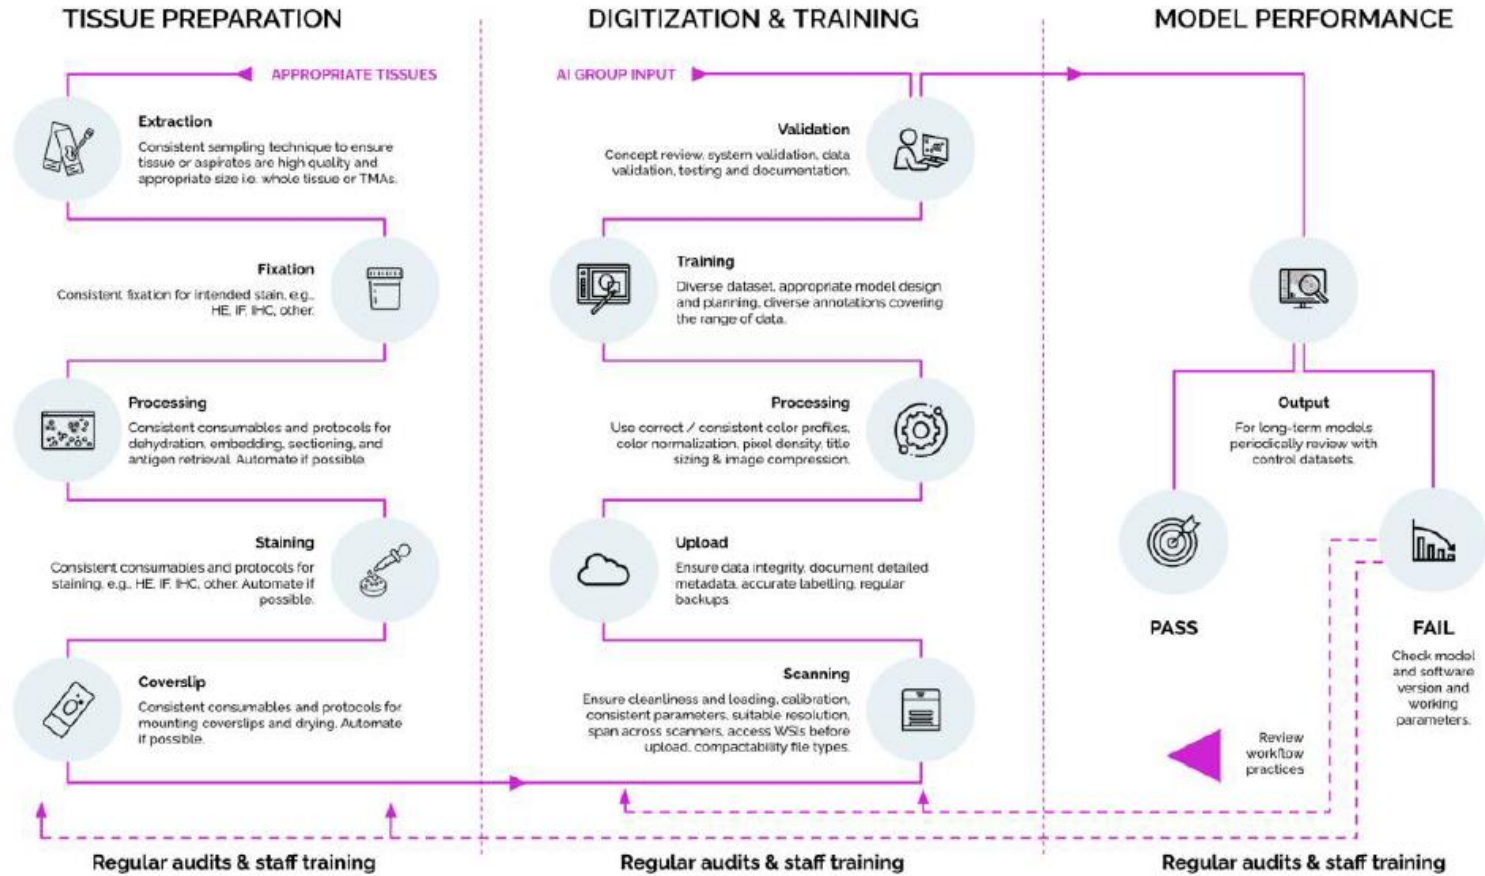 TISSUE PREPARATION
APPROPRIATE TISSUES
Extraction
Consistent sampling technique to ensure
tissue or aspirates are high quality and
appropriate size i.e. whole tissue or TMAs.
Fixation
Consistent fixation for intended stain, e.g.,
HE, IF, IHC, other.
Processing
Consistent consumables and protocols for
dehydration, embedding, sectioning, and
antigen retrieval. Automate if possible.
Staining
Consistent consumables and protocols for
staining, e.g., HE, IF, IHC, other. Automate if
possible.
Coverslip
Consistent consumables and protocols for
mounting coverslips and drying. Automate
if possible.
Regular audits & staff training
DIGITIZATION & TRAINING
AI GROUP INPUT
Validation
Concept review, system validation, data
validation, testing and documentation.
Training
Diverse dataset, appropriate model design
and planning, diverse annotations covering
the range of data.
Processing
Use correct / consistent color profiles,
color normalization, pixel density, title
sizing & image compression.
Upload
Ensure data integrity, document detailed
metadata, accurate labelling, regular
backups.
Scanning
Ensure cleanliness and loading, calibration,
consistent parameters, suitable resolution,
span across scanners, access WSIs before
upload, compactability file types.
Regular audits & staff training
MODEL PERFORMANCE
Output
For long-term models
periodically review with
control datasets.
PASS
FAIL
Check model
and software
version and
working
parameters.
Review
workflow
practices
Regular audits & staff training